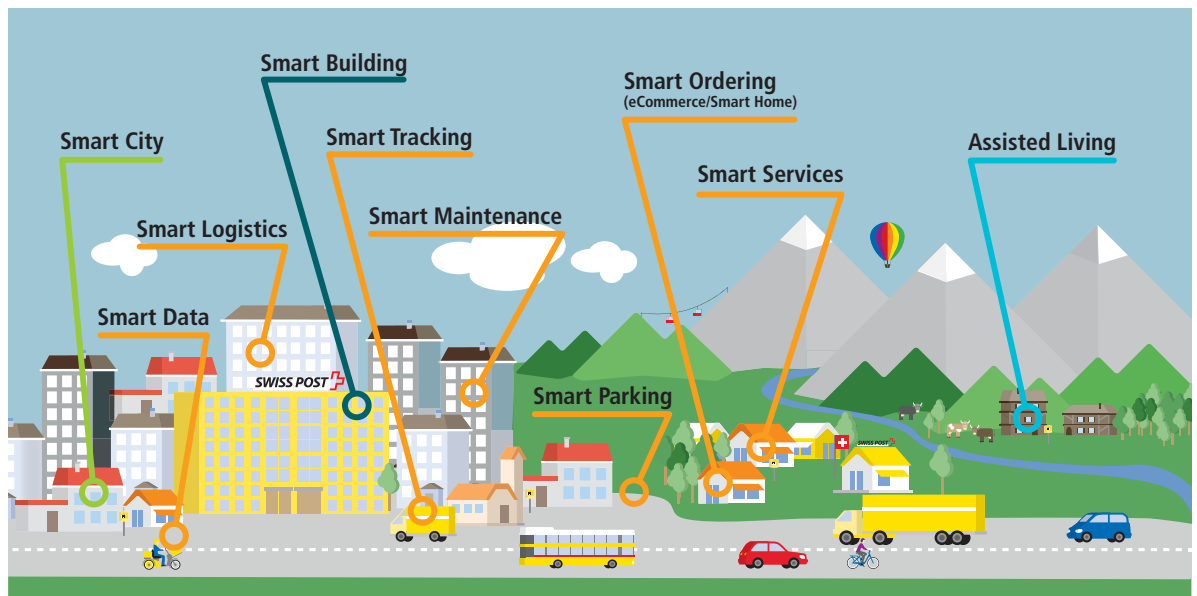 Smart Building
Smart Ordering
(eCommerce/Smart Home)
Smart City
Smart Tracking
Assisted Living
Smart Services
Smart Logistics
Smart Maintenance
Smart Data
SWISS POST
Smart Parking
SWISS POST